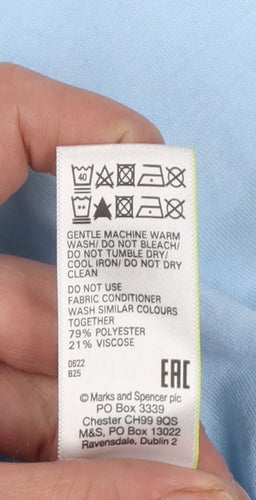 40
GENTLE MACHINE WARM
WASH/ DO NOT BLEACH/
DO NOT TUMBLE DRY/
COOL IRON/ DO NOT DRY
CLEAN
DO NOT USE
FABRIC CONDITIONER
WASH SIMILAR COLOURS
TOGETHER
79% POLYESTER
21% VISCOSE
0622
825
EAC
© Marks and Spencer plc
PO Box 3339
Chester CH99 9QS
M&S, PO Box 13022
Ravensdale, Dublin 2